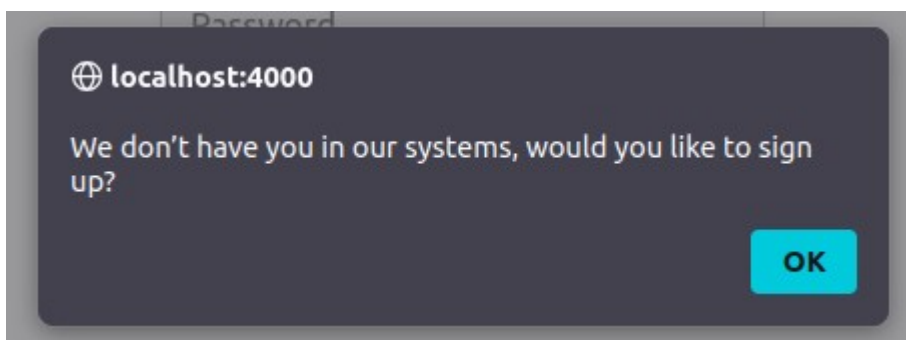 Password
localhost:4000
We don’t have you in our systems, would you like to sign
up?
OK